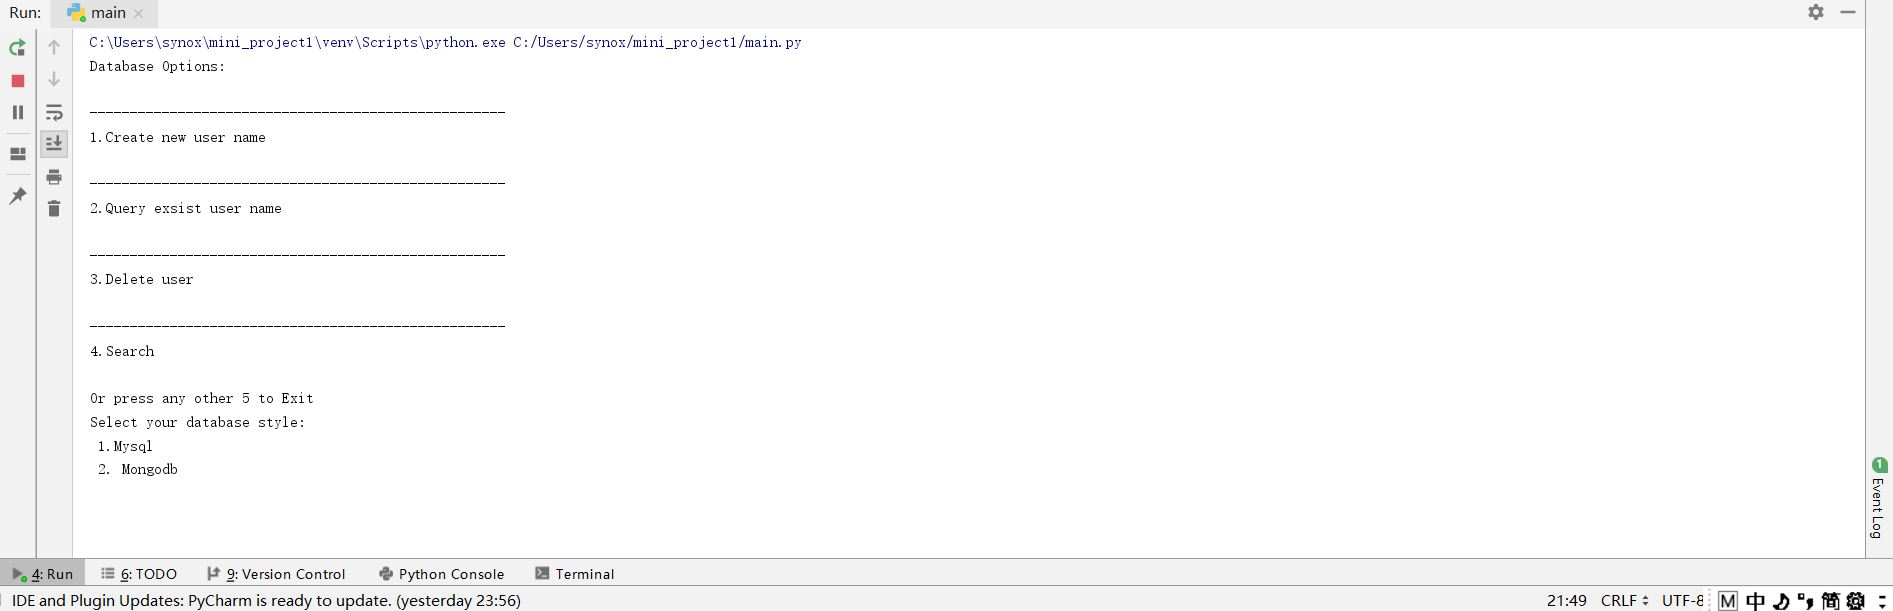 Run: main
C:\Users\synox\mini_project1\venv\Scripts\python.exe C:/Users/synox/mini_project1/main.py
Database Options:
----------------------------------------------------
1.Create new user name
----------------------------------------------------
2.Query exsist user name
----------------------------------------------------
3.Delete user
----------------------------------------------------
4.Search
Or press any other 5 to Exit
Select your database style:
1.Mysql
2. Mongodb
1
Event Log
4: Run 6: TODO 9: Version Control Python Console Terminal
IDE and Plugin Updates: PyCharm is ready to update. (yesterday 23:56) 21:49 CRLF UTF-8 M 中 简